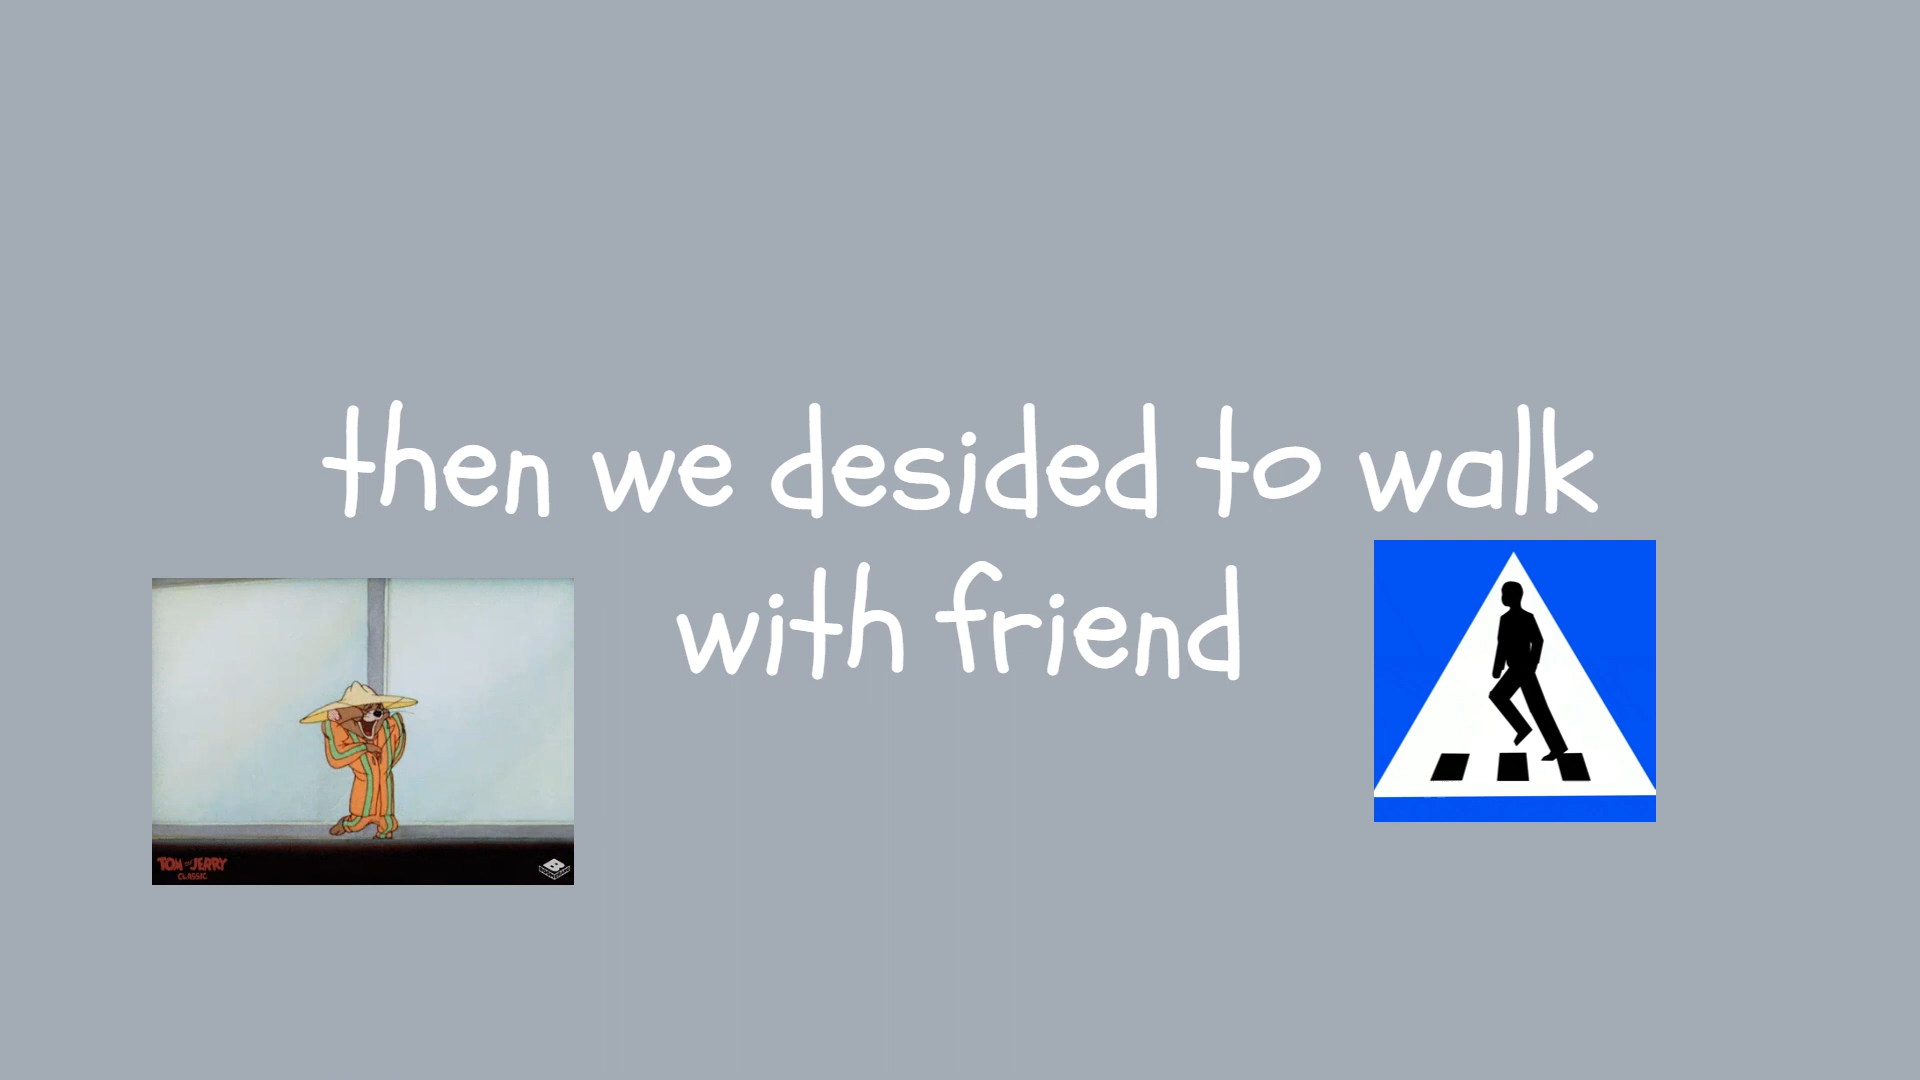 then we desided to walk
with friend
TOM AND JERRY
CLASSIC
B